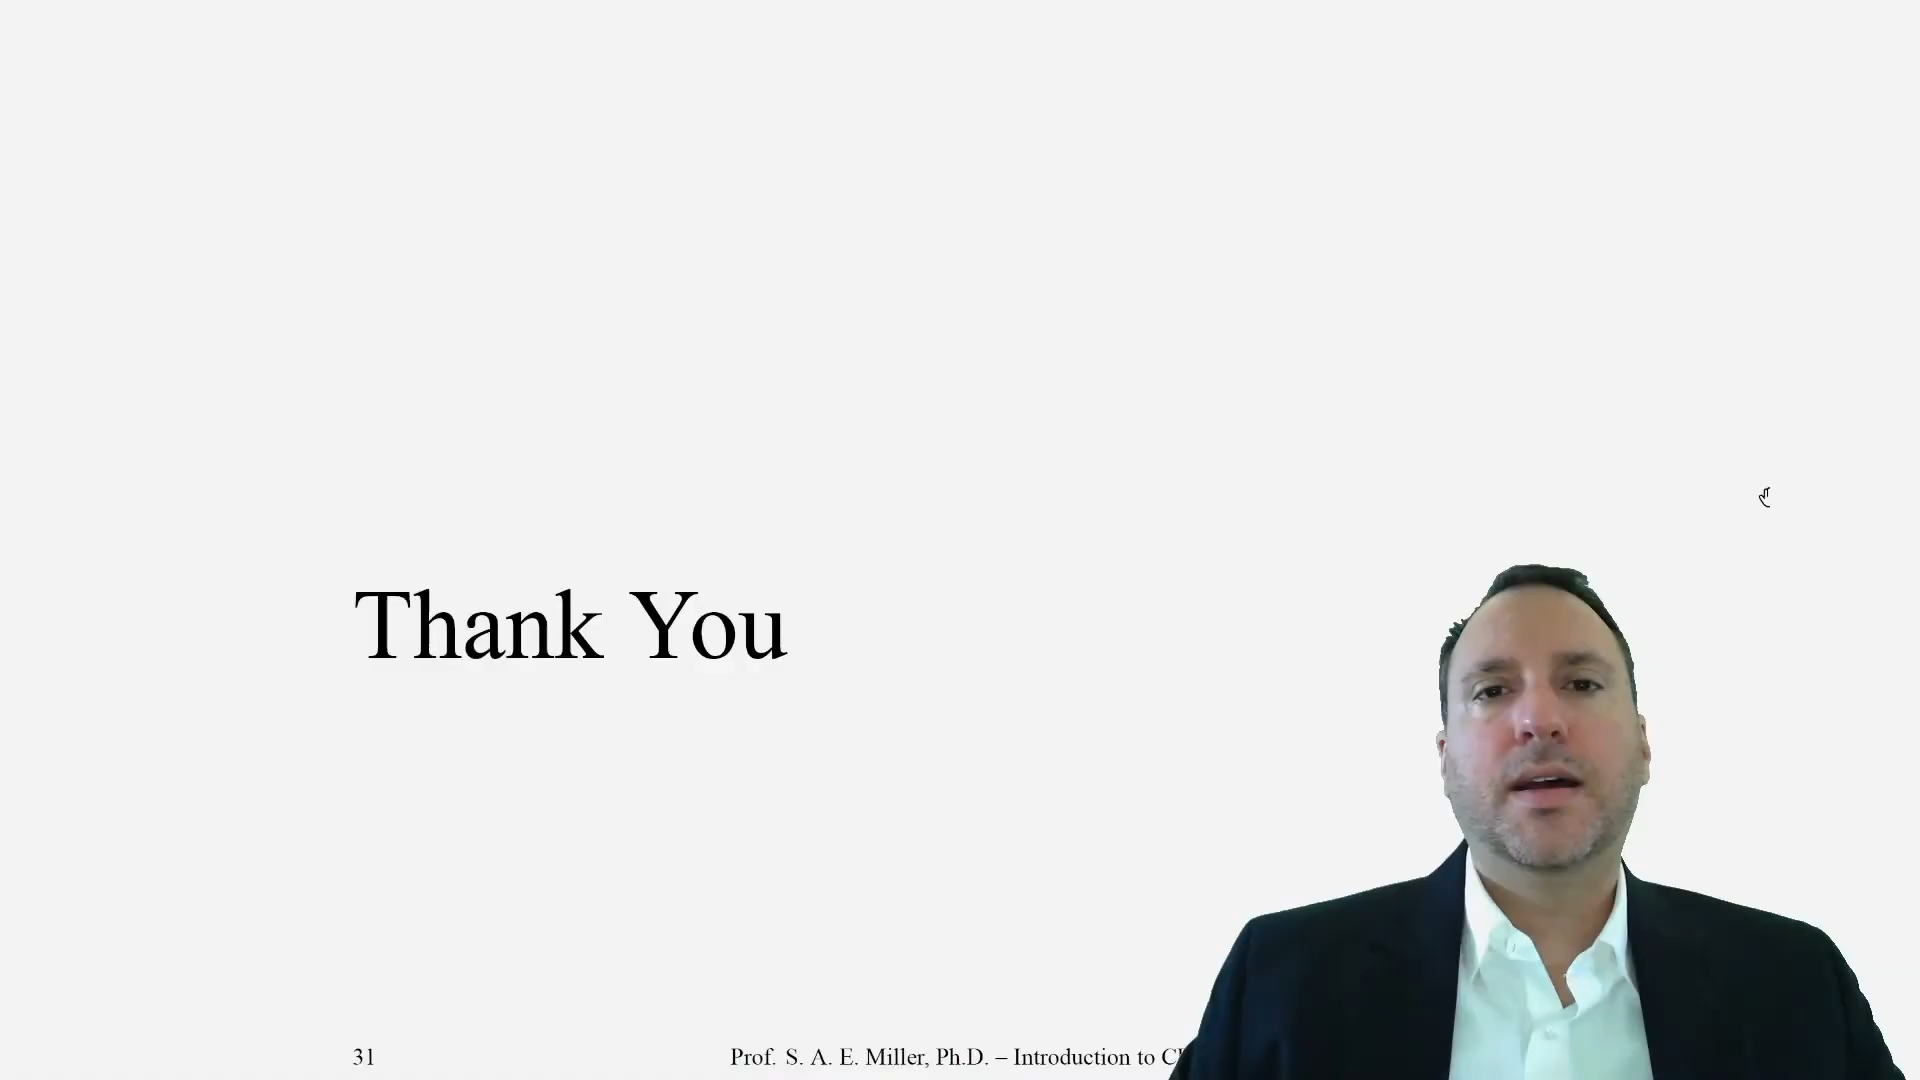 Thank You
31
Prof. S. A. E. Miller, Ph.D. – Introduction to